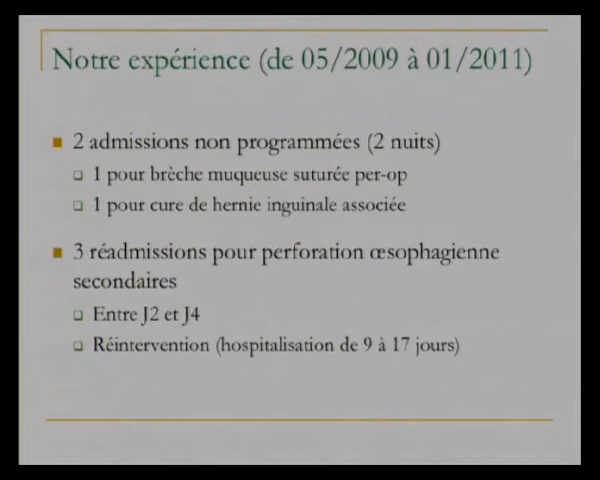 Notre expérience (de 05/2009 à 01/2011)
2 admissions non programmées (2 nuits)
1 pour brèche muqueuse suturée per-op
1 pour cure de hernie inguinale associée
3 réadmissions pour perforation œsophagienne
secondaires
Entre J2 et J4
Réintervention (hospitalisation de 9 à 17 jours)